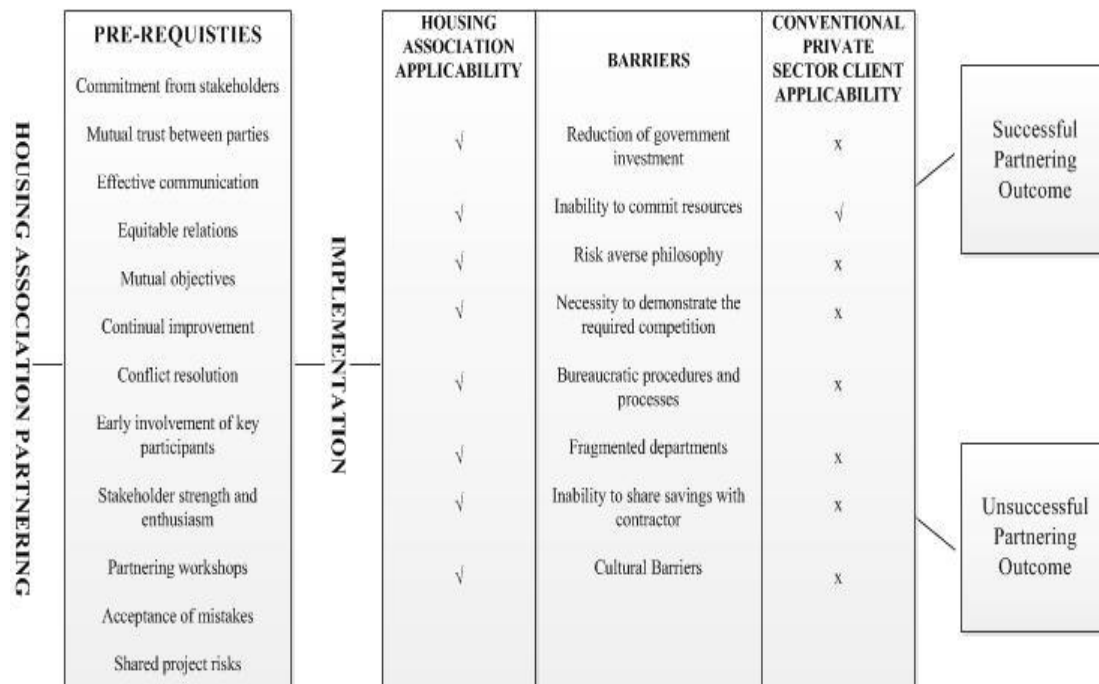 HOUSING ASSOCIATION PARTNERING
PRE-REQUISTIES
Commitment from stakeholders
Mutual trust between parties
Effective communication
Equitable relations
Mutual objectives
Continual improvement
Conflict resolution
Early involvement of key
participants
Stakeholder strength and
enthusiasm
Partnering workshops
Acceptance of mistakes
Shared project risks
IMPLEMENTATION
HOUSING
ASSOCIATION
APPLICABILITY
√
√
√
√
√
√
√
√
BARRIERS
Reduction of government
investment
Inability to commit resources
Risk averse philosophy
Necessity to demonstrate the
required competition
Bureaucratic procedures and
processes
Fragmented departments
Inability to share savings with
contractor
Cultural Barriers
CONVENTIONAL
PRIVATE
SECTOR CLIENT
APPLICABILITY
x
√
x
x
x
x
x
x
Successful
Partnering
Outcome
Unsuccessful
Partnering
Outcome